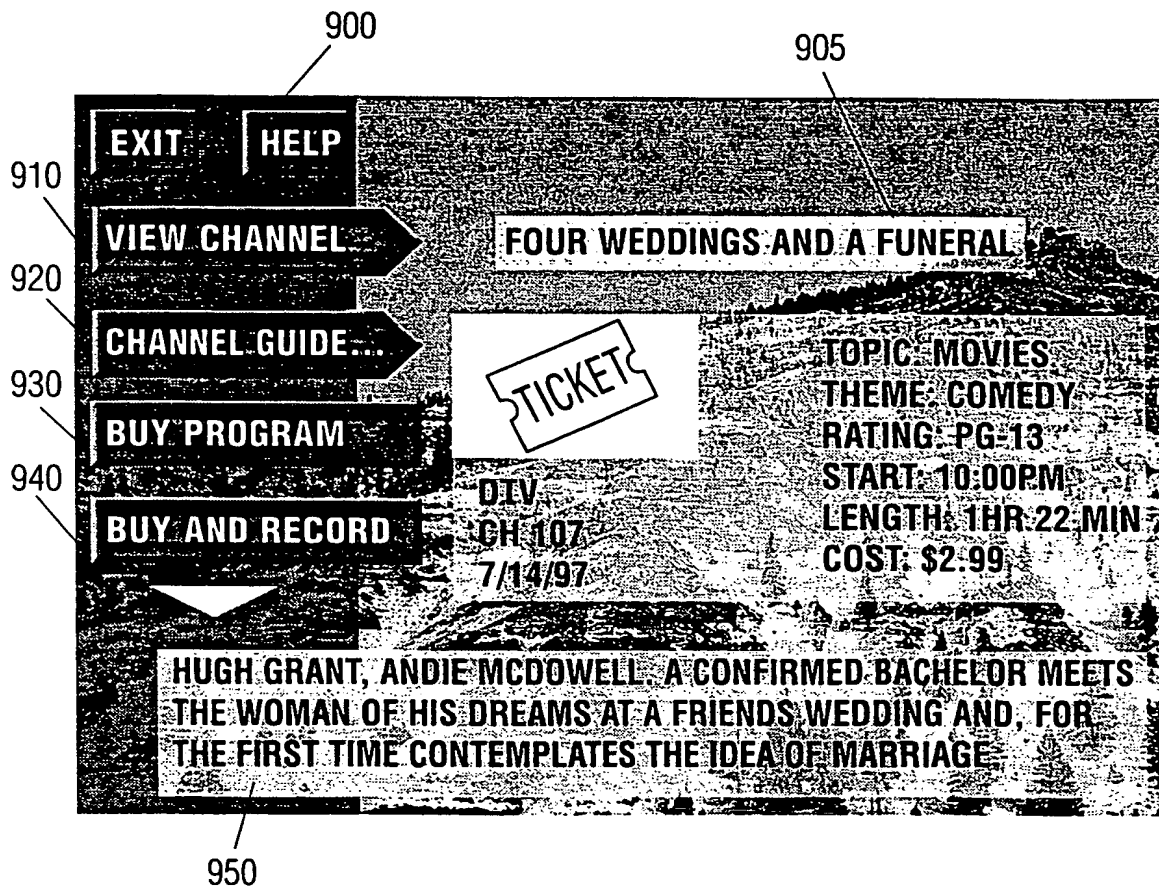 900
905
EXIT HELP
910
VIEW CHANNEL
FOUR WEDDINGS AND A FUNERAL
920
CHANNEL GUIDE...
TICKET
TOPIC: MOVIES
THEME: COMEDY
RATING: PG-13
START: 10:00PM
LENGTH: 1HR 22 MIN
COST: $2.99
930
BUY PROGRAM
940
BUY AND RECORD
DIV
CH 107
7/14/97
HUGH GRANT, ANDIE MCDOWELL. A CONFIRMED BACHELOR MEETS
THE WOMAN OF HIS DREAMS AT A FRIENDS WEDDING AND, FOR
THE FIRST TIME CONTEMPLATES THE IDEA OF MARRIAGE
950